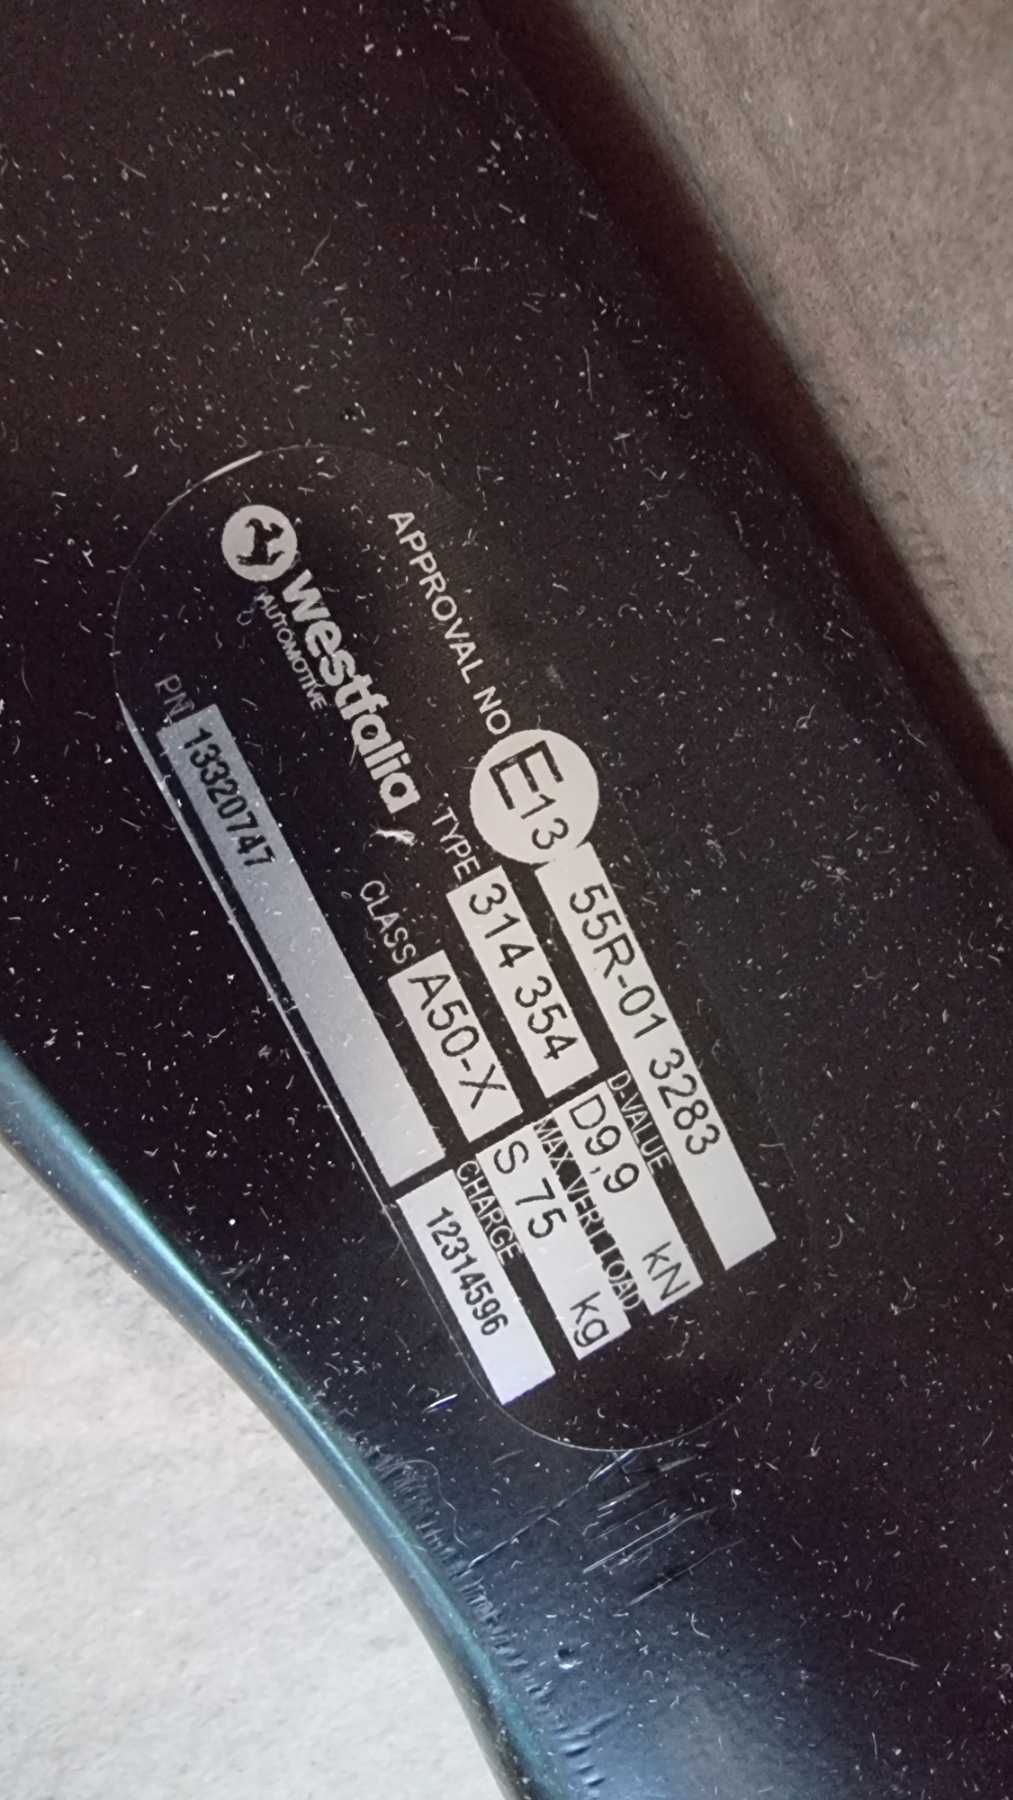 APPROVAL NO E13 55R-01 3283
Westfalia
AUTOMOTIVE
TYPE 314 354
D-VALUE
D9,9 kN
CLASS A50-X
MAX VERT LOAD
S 75 kg
PN. 13320747
CHARGE
12314596